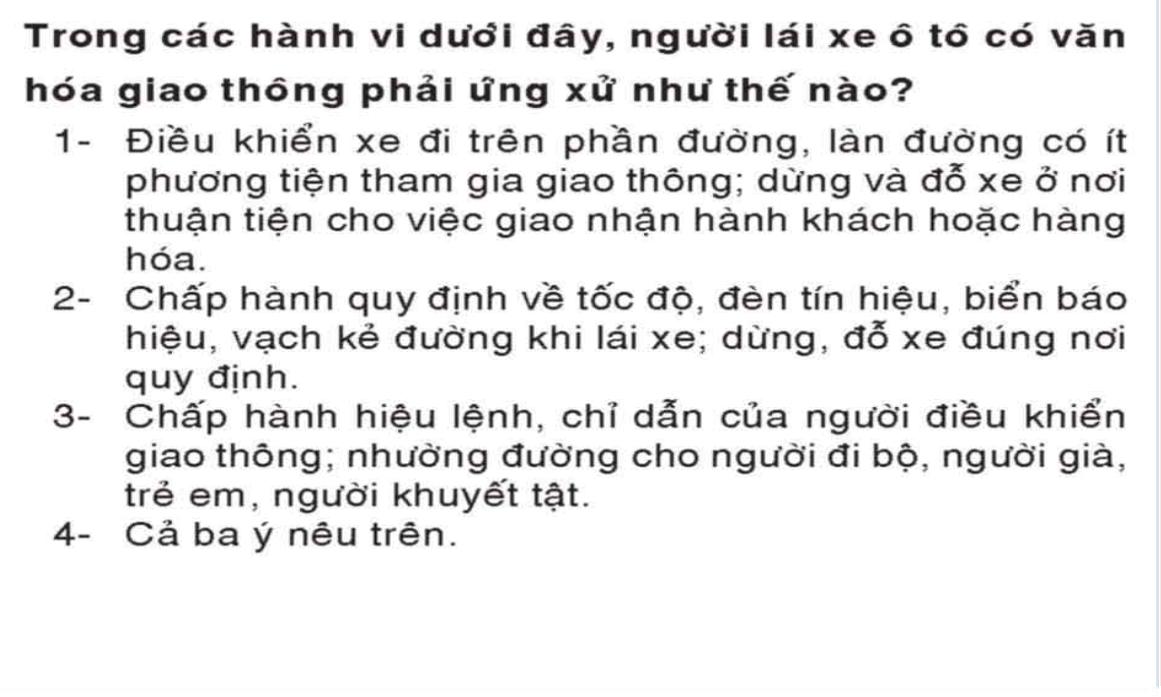 Trong các hành vi dưới đây, người lái xe ô tô có văn
hóa giao thông phải ứng xử như thế nào?
1- Điều khiển xe đi trên phần đường, làn đường có ít
phương tiện tham gia giao thông; dừng và đỗ xe ở nơi
thuận tiện cho việc giao nhận hành khách hoặc hàng
hóa.
2- Chấp hành quy định về tốc độ, đèn tín hiệu, biển báo
hiệu, vạch kẻ đường khi lái xe; dừng, đỗ xe đúng nơi
quy định.
3- Chấp hành hiệu lệnh, chỉ dẫn của người điều khiển
giao thông; nhường đường cho người đi bộ, người già,
trẻ em, người khuyết tật.
4- Cả ba ý nêu trên.